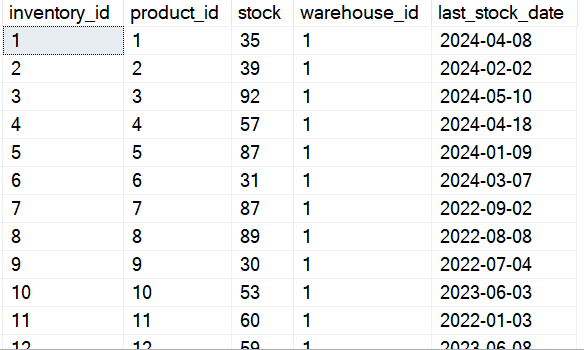 inventory_id product_id stock warehouse_id last_stock_date
1 1 35 1 2024-04-08
2 2 39 1 2024-02-02
3 3 92 1 2024-05-10
4 4 57 1 2024-04-18
5 5 87 1 2024-01-09
6 6 31 1 2024-03-07
7 7 87 1 2022-09-02
8 8 89 1 2022-08-08
9 9 30 1 2022-07-04
10 10 53 1 2023-06-03
11 11 60 1 2022-01-03
12 12 59 1 2023-06-08